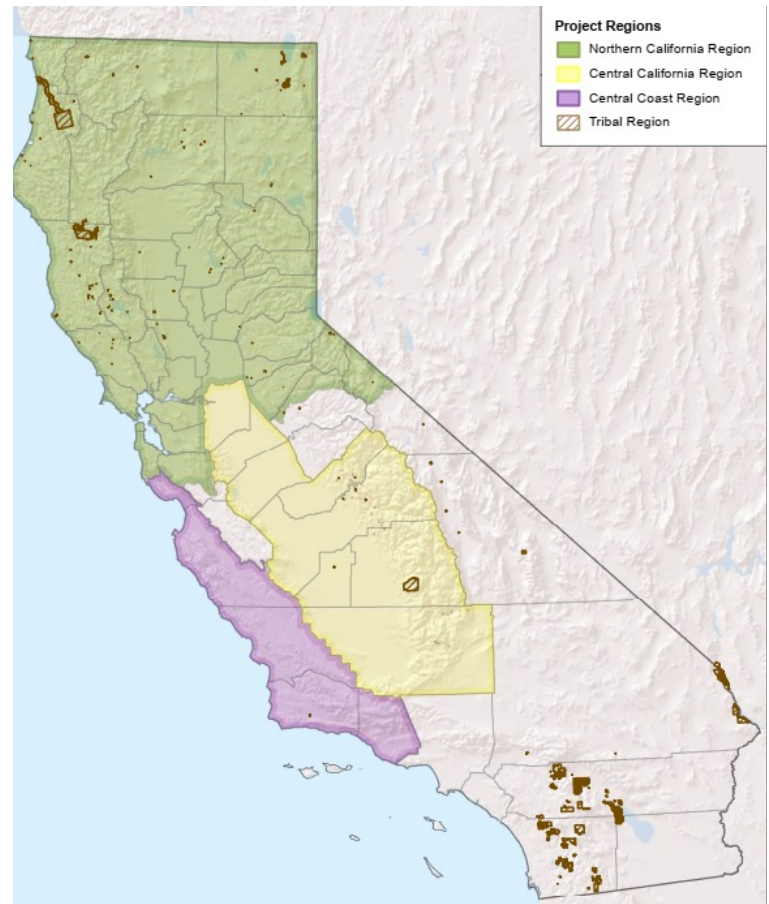 Project Regions
Northern California Region
Central California Region
Central Coast Region
Tribal Region